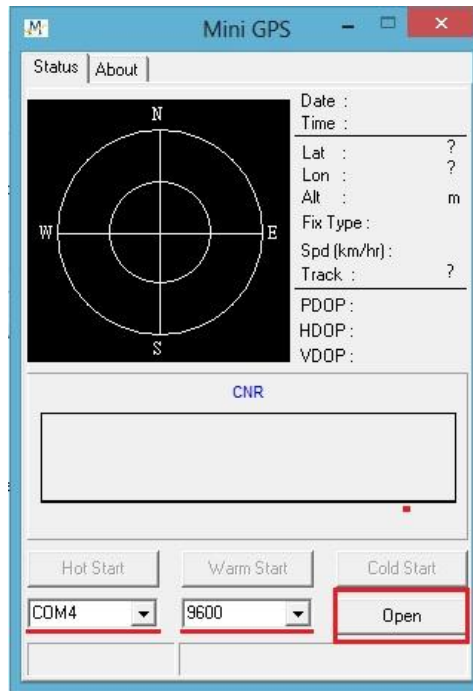 M
Mini GPS
Status About
N
W E
S
Date :
Time :
Lat : ?
Lon : ?
Alt : m
Fix Type :
Spd (km/hr) :
Track : ?
PDOP :
HDOP :
VDOP :
CNR
Hot Start Warm Start Cold Start
COM4 9600 Open